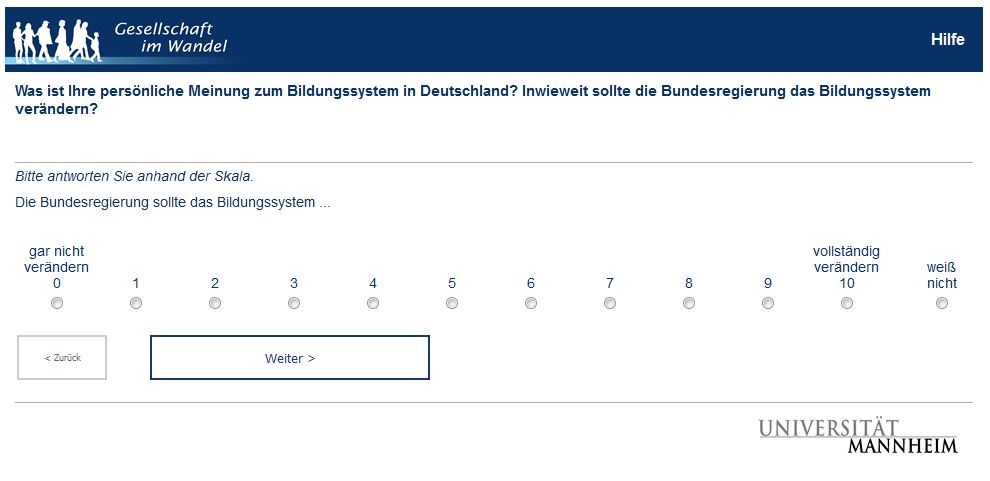 Gesellschaft
im Wandel
Hilfe
Was ist Ihre persönliche Meinung zum Bildungssystem in Deutschland? Inwieweit sollte die Bundesregierung das Bildungssystem
verändern?
Bitte antworten Sie anhand der Skala.
Die Bundesregierung sollte das Bildungssystem ...
gar nicht vollständig
verändern verändern weiß
0 1 2 3 4 5 6 7 8 9 10 nicht
< Zurück Weiter >
UNIVERSITÄT
MANNHEIM